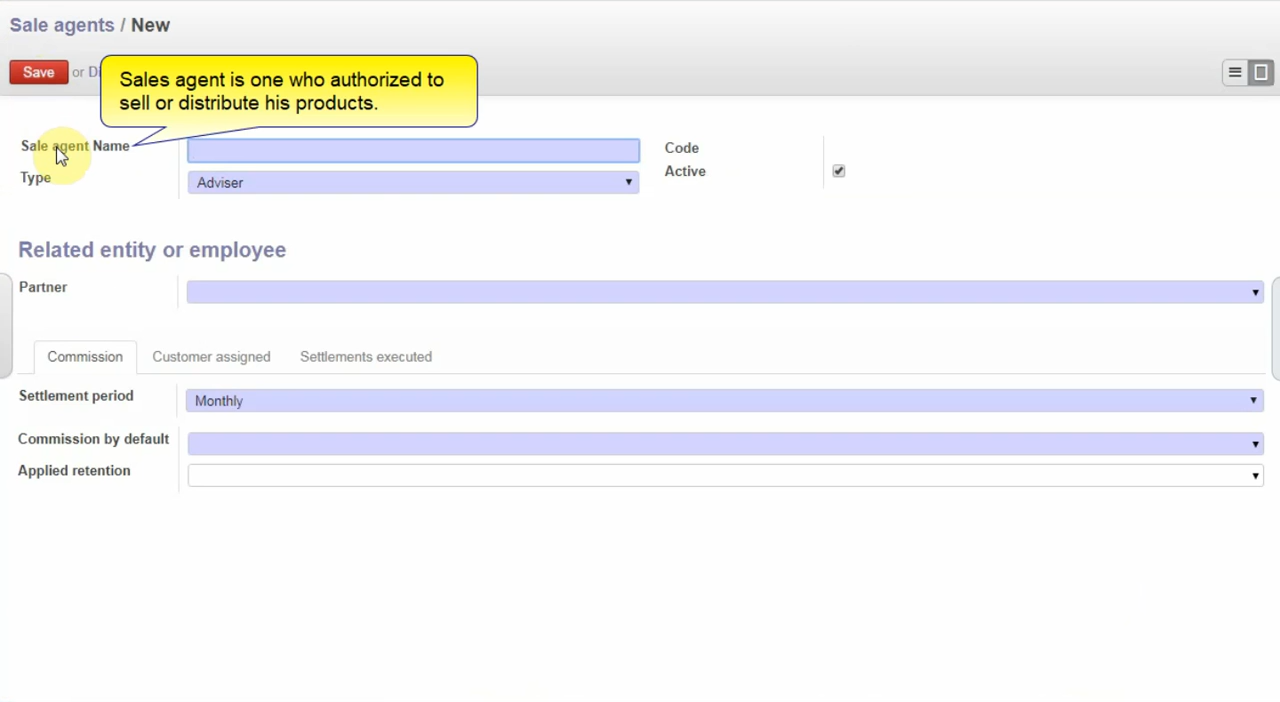 Sale agents / New
Save or Di
Sales agent is one who authorized to
sell or distribute his products.
Sale agent Name
Code
Type
Adviser
Active
Related entity or employee
Partner
Commission
Customer assigned
Settlements executed
Settlement period
Monthly
Commission by default
Applied retention